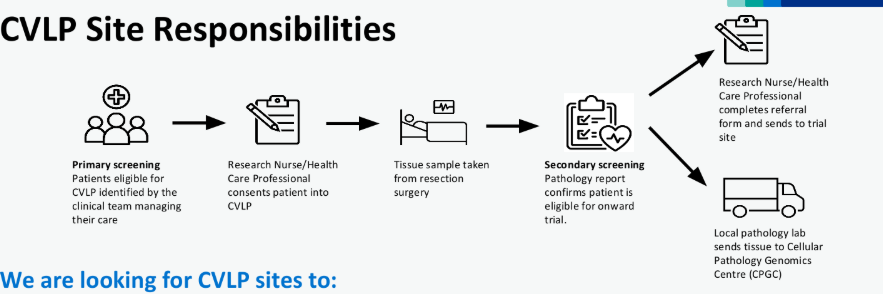 CVLP Site Responsibilities
Primary screening
Patients eligible for
CVLP identified by the
clinical team managing
their care
Research Nurse/Health
Care Professional
consents patient into
CVLP
Tissue sample taken
from resection
surgery
Secondary screening
Pathology report
confirms patient is
eligible for onward
trial.
Research Nurse/Health
Care Professional
completes referral
form and sends to trial
site
Local pathology lab
sends tissue to Cellular
Pathology Genomics
Centre (CPGC)
We are looking for CVLP sites to: